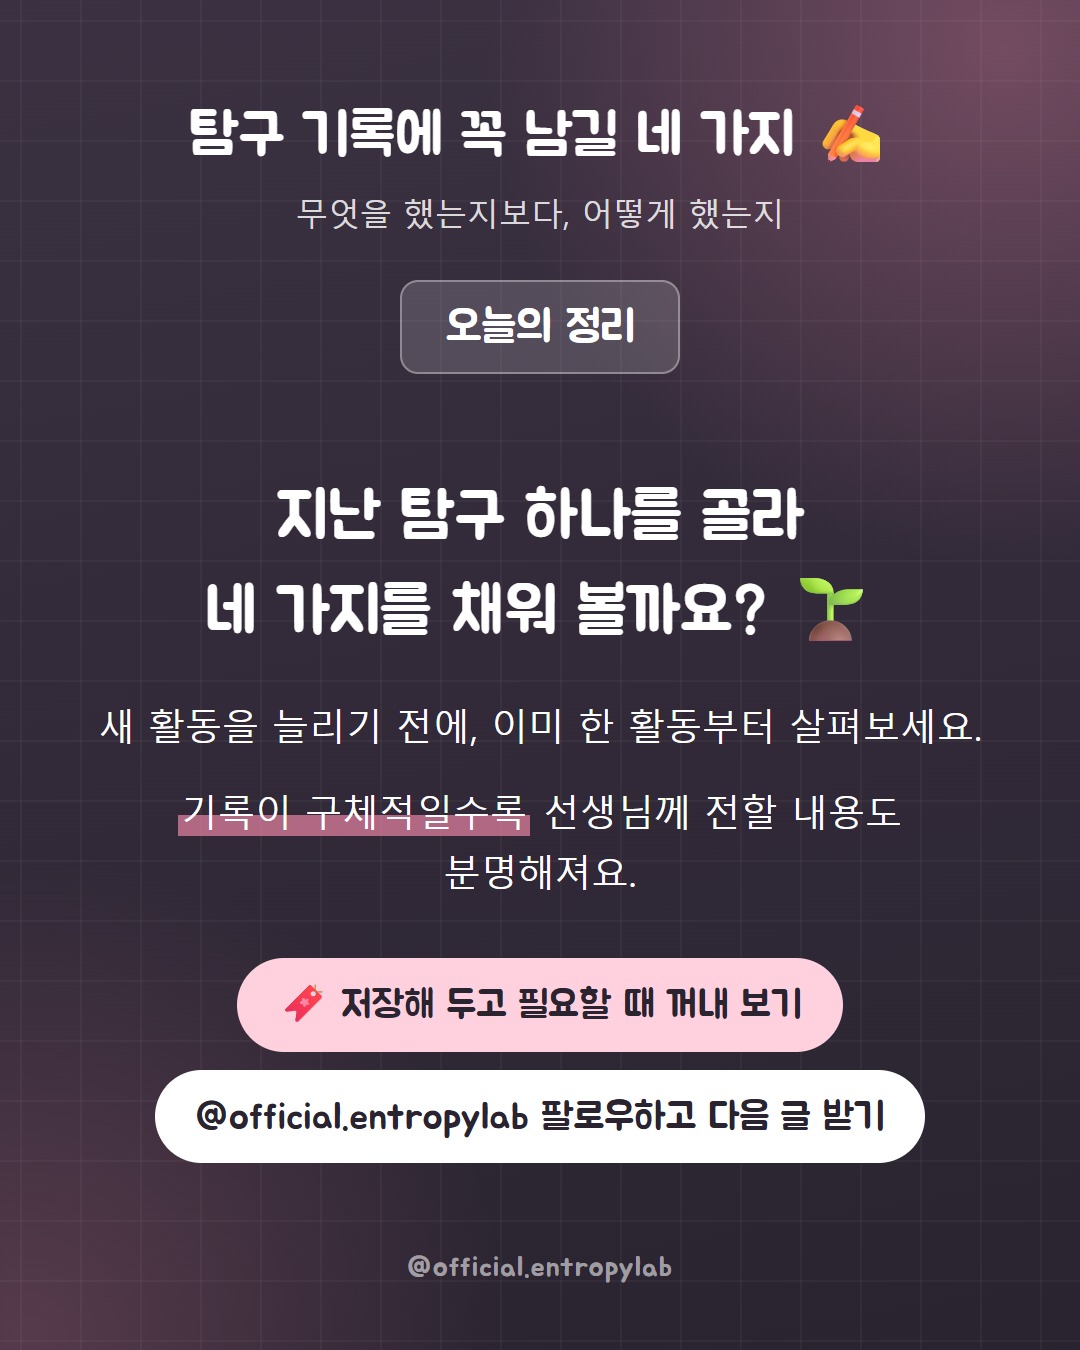 탐구 기록에 꼭 남길 네 가지 ✍️
무엇을 했는지보다, 어떻게 했는지
오늘의 정리
지난 탐구 하나를 골라
네 가지를 채워 볼까요? 🌱
새 활동을 늘리기 전에, 이미 한 활동부터 살펴보세요.
기록이 구체적일수록 선생님께 전할 내용도
분명해져요.
🔖 저장해 두고 필요할 때 꺼내 보기
@official.entropylab 팔로우하고 다음 글 받기
@official.entropylab